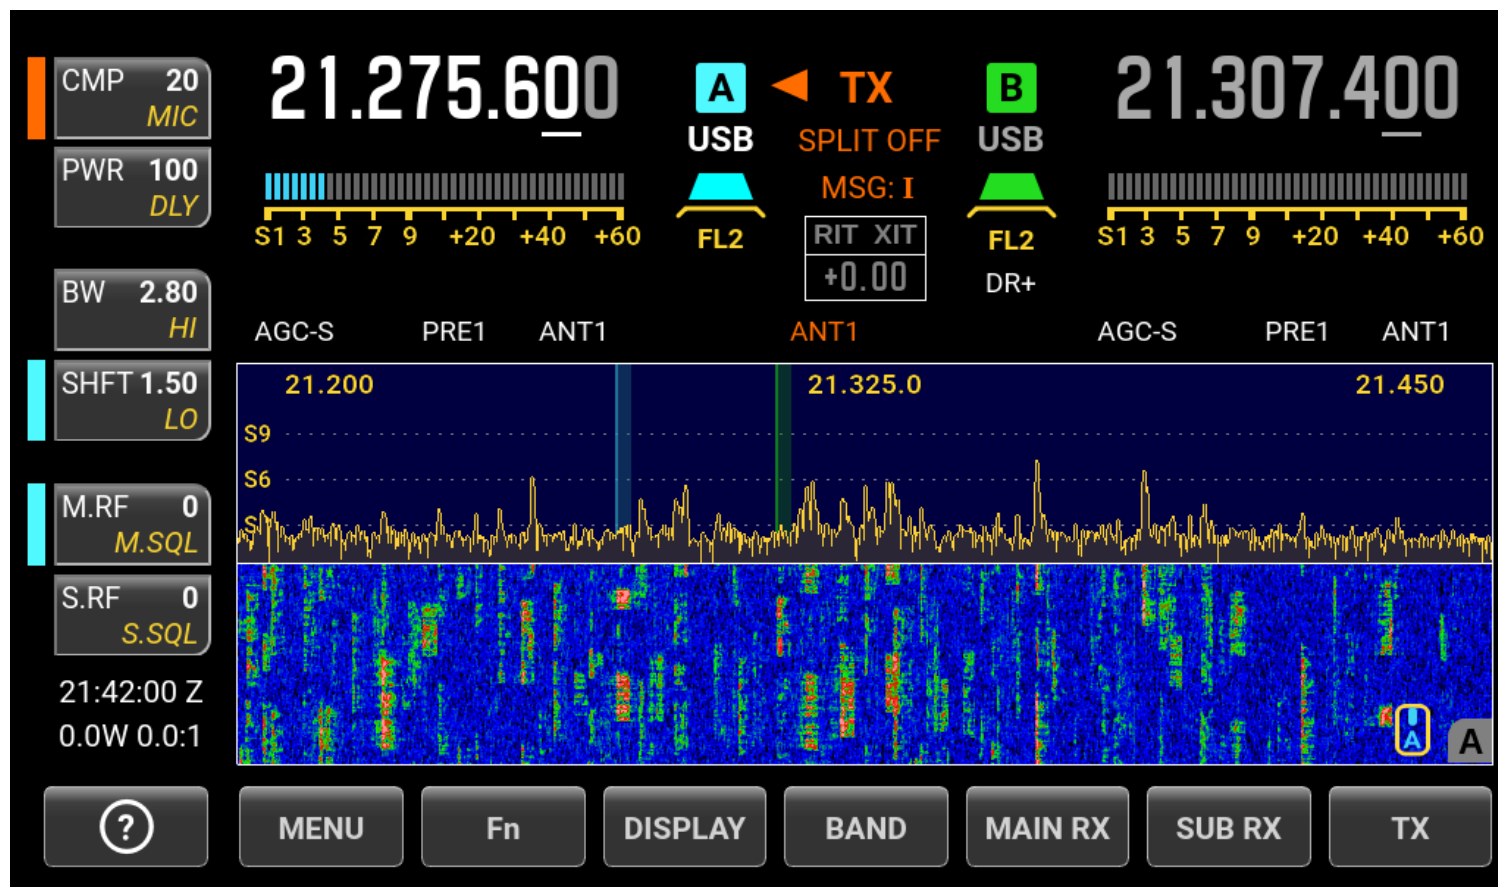 CMP 20
MIC
PWR 100
DLY
BW 2.80
HI
SHFT 1.50
LO
M.RF 0
M.SQL
S.RF 0
S.SQL
21:42:00 Z
0.0W 0.0:1
21.275.600
A
TX
B
21.307.400
USB
SPLIT OFF
USB
MSG: I
S1 3 5 7 9 +20 +40 +60
FL2
RIT XIT
+0.00
FL2
DR+
S1 3 5 7 9 +20 +40 +60
AGC-S PRE1 ANT1
ANT1
AGC-S PRE1 ANT1
21.200 21.325.0 21.450
S9
S6
S
A
A
?
MENU
Fn
DISPLAY
BAND
MAIN RX
SUB RX
TX